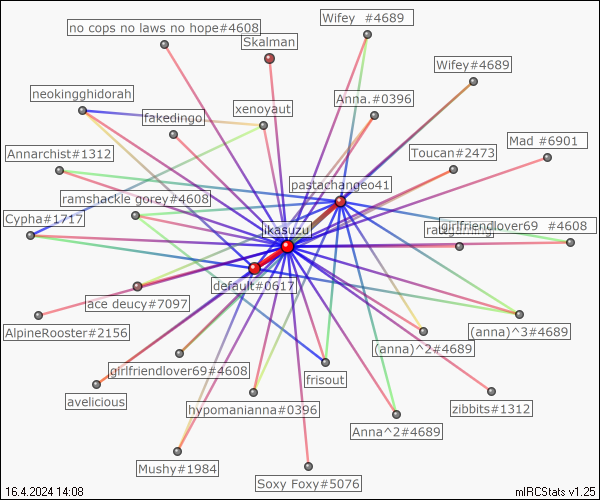 Wifey #4689
no cops no laws no hope#4608
Skalman
Wifey#4689
neokingghidorah
Anna.#0396
xenoyaut
fakedingo
Mad #6901
Annarchist#1312
Toucan#2473
pastachangeo41
ramshackle gorey#4608
Cypha#1717
girlfriendlover69 #4608
ikasuzu
default#0617
ace deucy#7097
AlpineRooster#2156
(anna)^3#4689
(anna)^2#4689
girlfriendlover69#4608
frisout
avelicious
hypomanianna#0396
zibbits#1312
Anna^2#4689
Mushy#1984
Soxy Foxy#5076
16.4.2024 14:08
mIRCStats v1.25